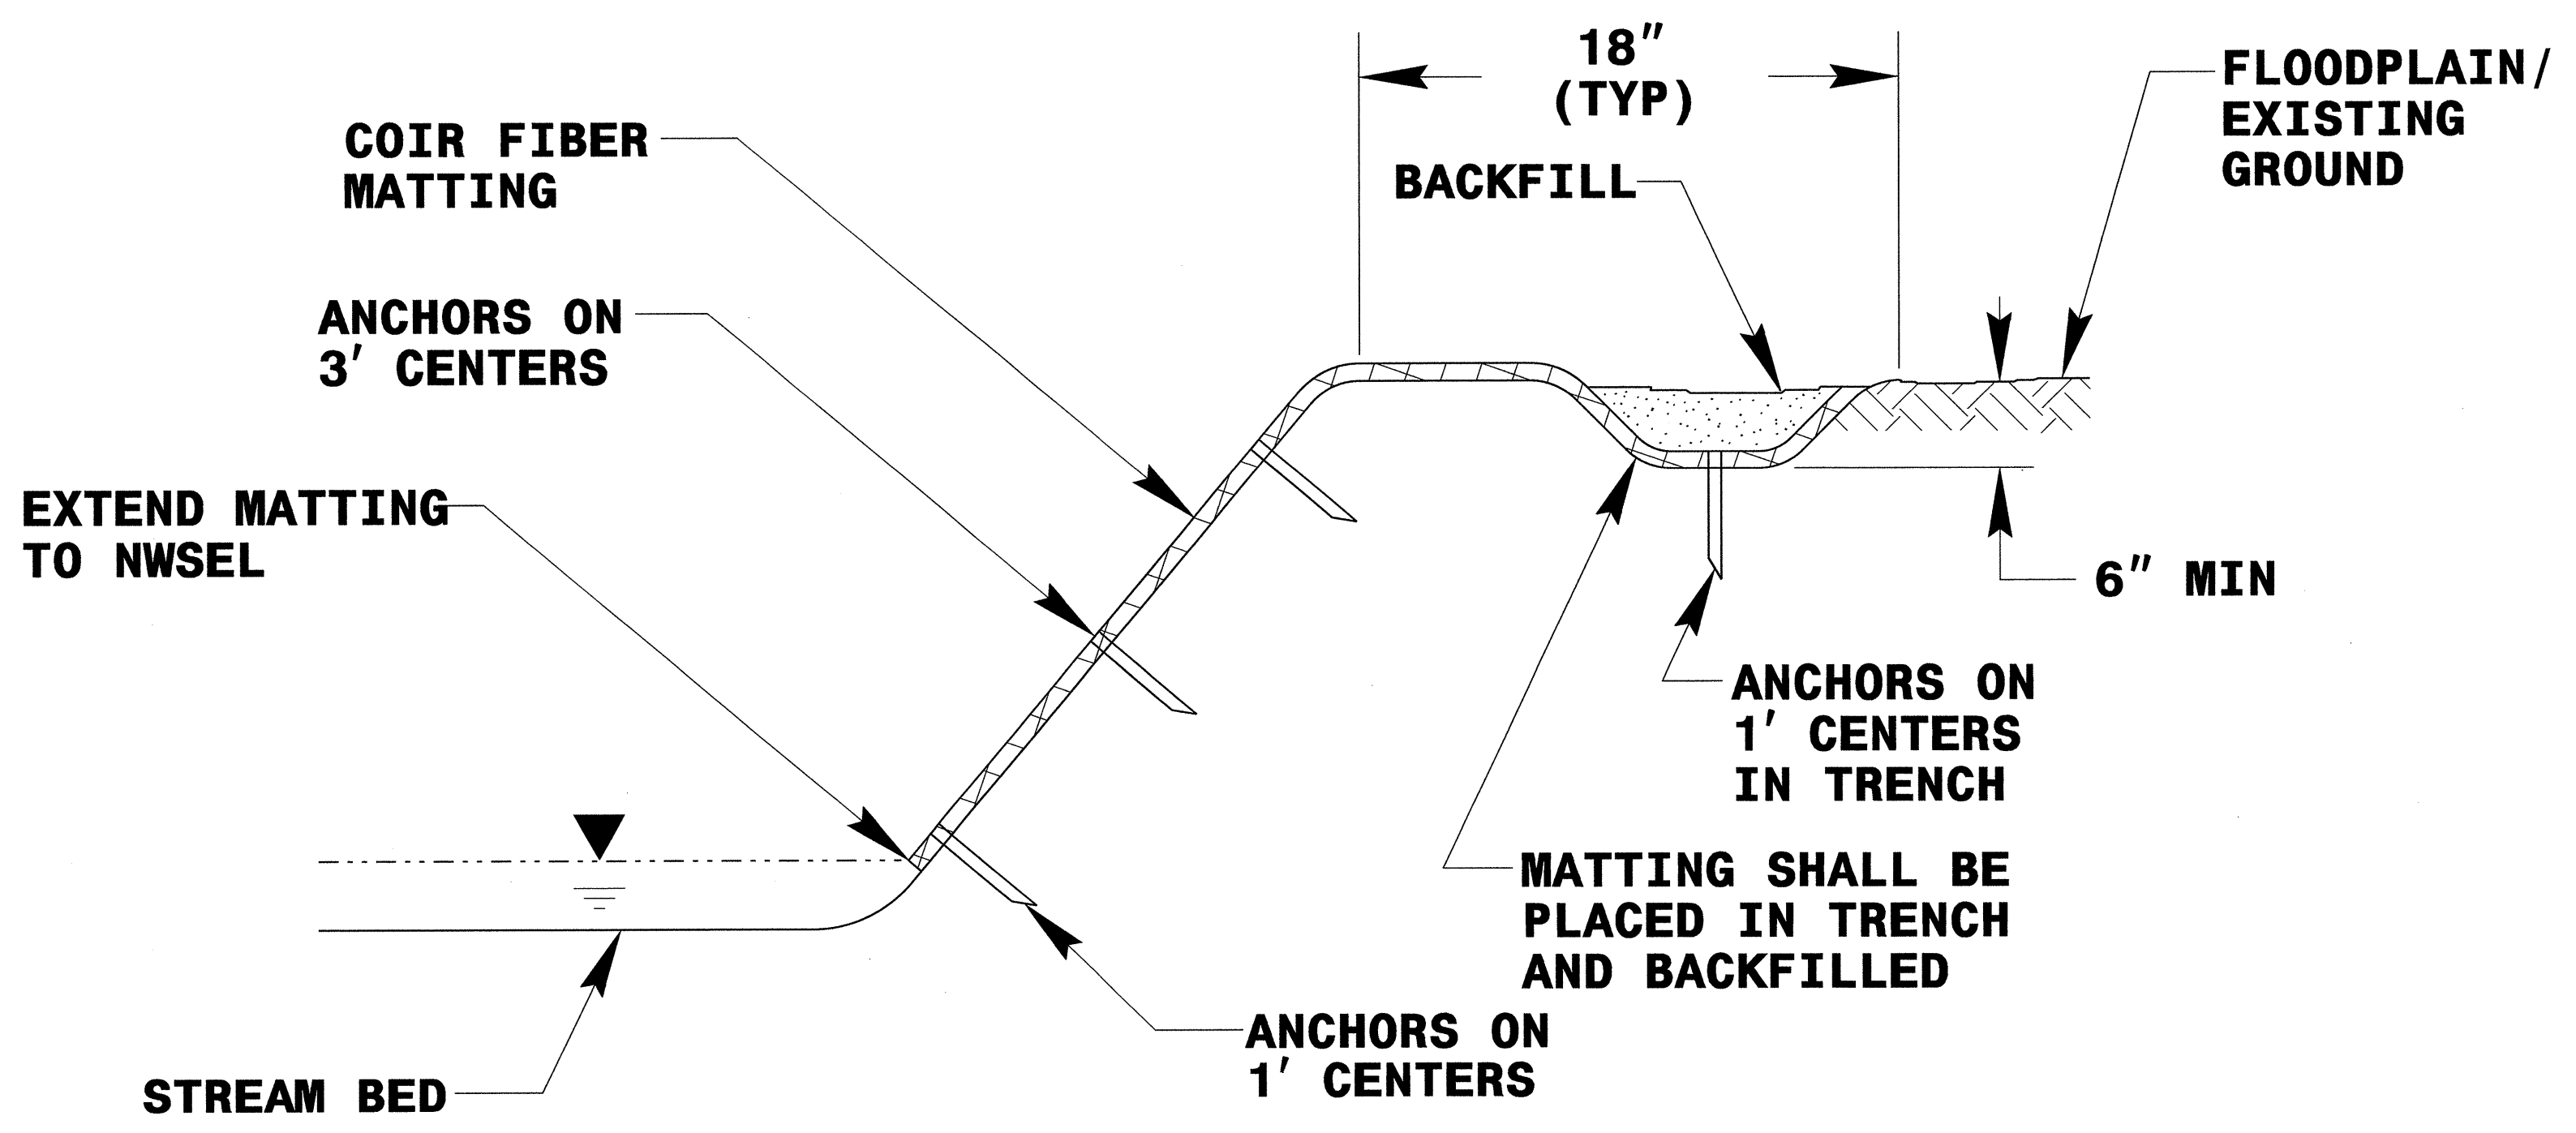 18"
(TYP)
FLOODPLAIN/
EXISTING
GROUND
COIR FIBER
MATTING
BACKFILL
ANCHORS ON
3' CENTERS
EXTEND MATTING
TO NWSEL
6" MIN
ANCHORS ON
1' CENTERS
IN TRENCH
MATTING SHALL BE
PLACED IN TRENCH
AND BACKFILLED
ANCHORS ON
1' CENTERS
STREAM BED